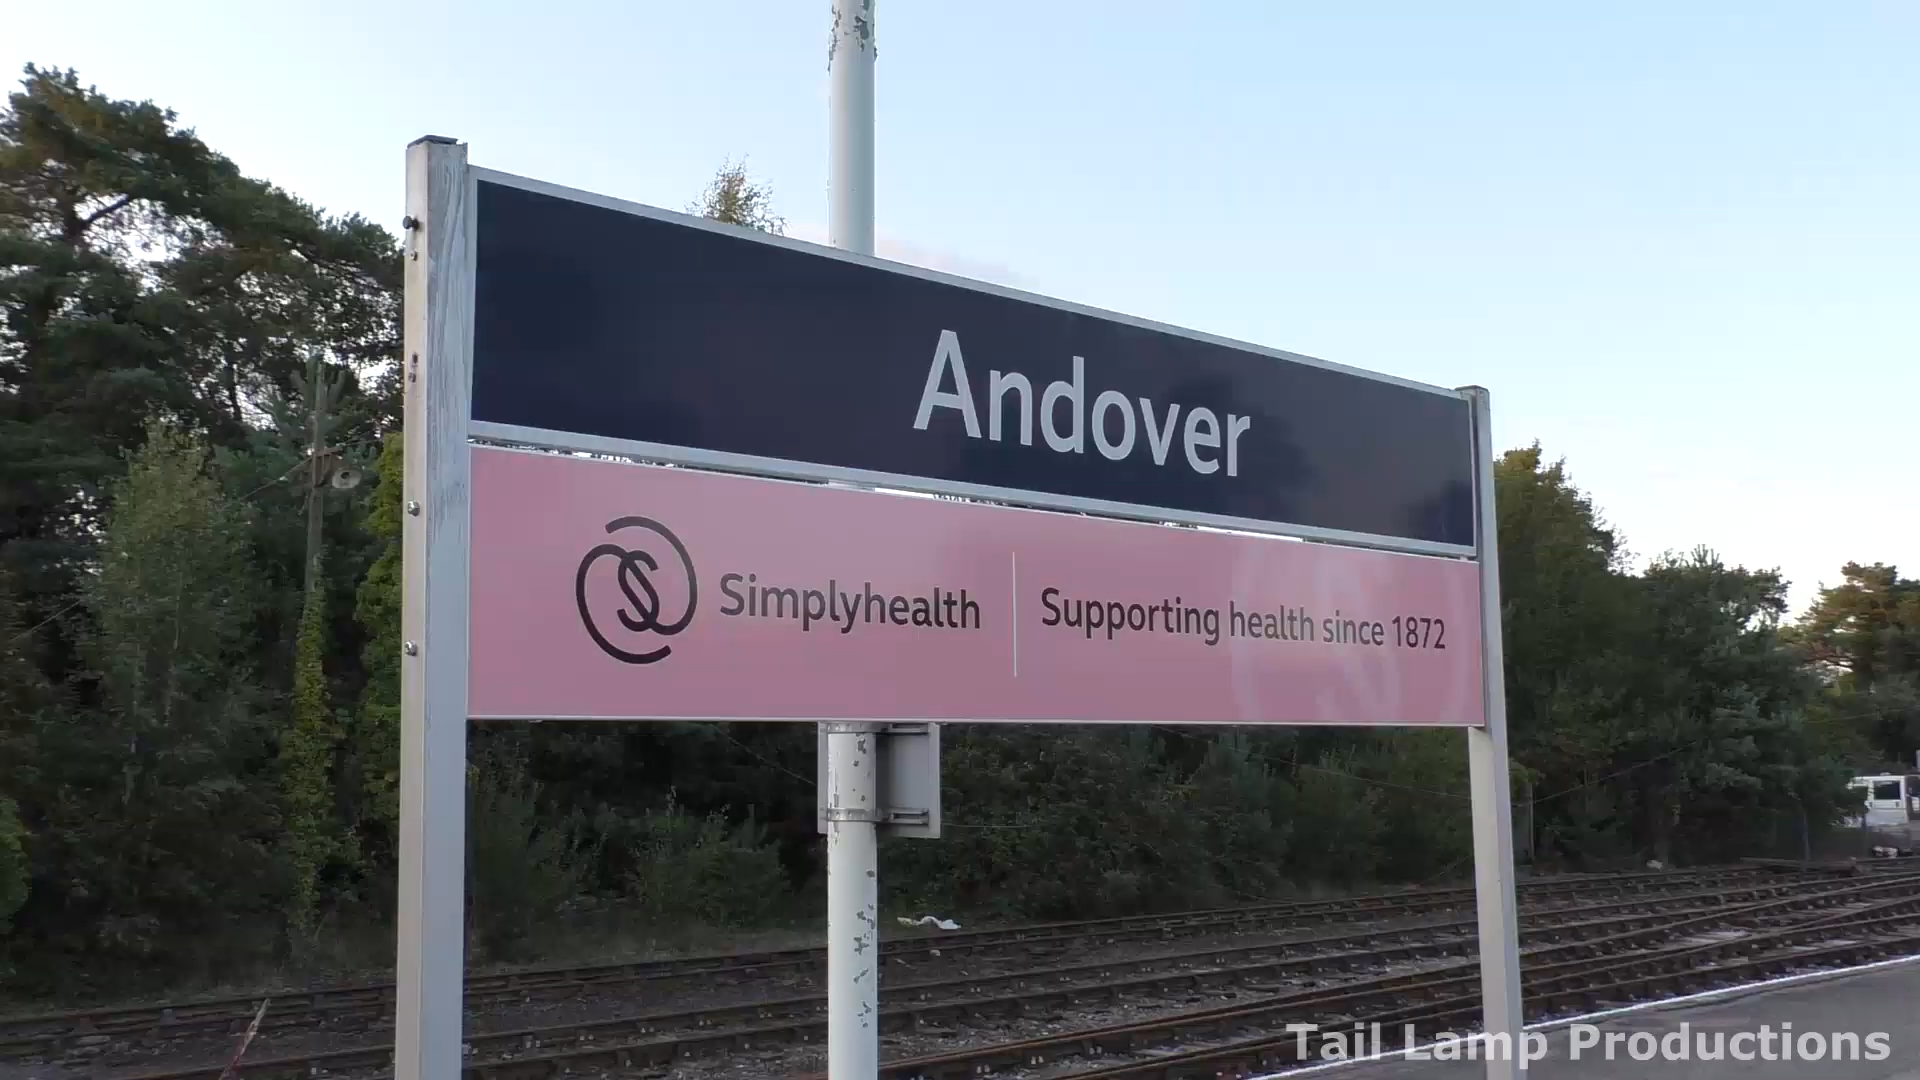 Andover
Simplyhealth
Supporting health since 1872
Tail Lamp Productions